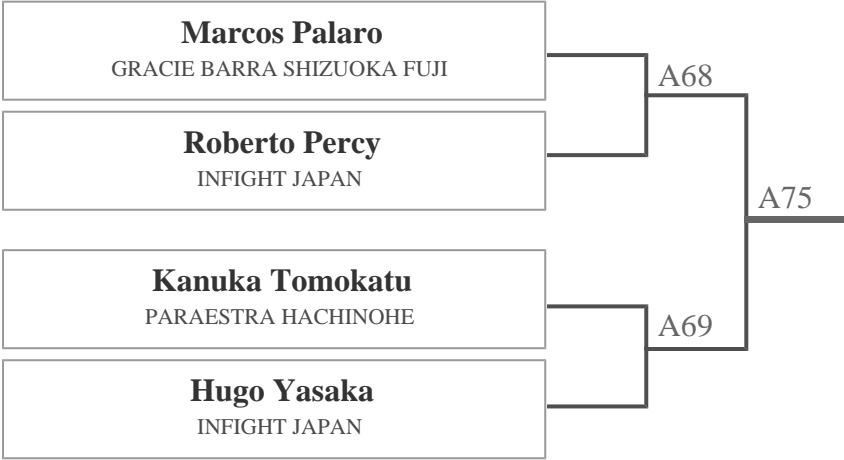 Marcos Palaro
GRACIE BARRA SHIZUOKA FUJI
A68
Roberto Percy
INFIGHT JAPAN
A75
Kanuka Tomokatu
PARAESTRA HACHINOHE
A69
Hugo Yasaka
INFIGHT JAPAN